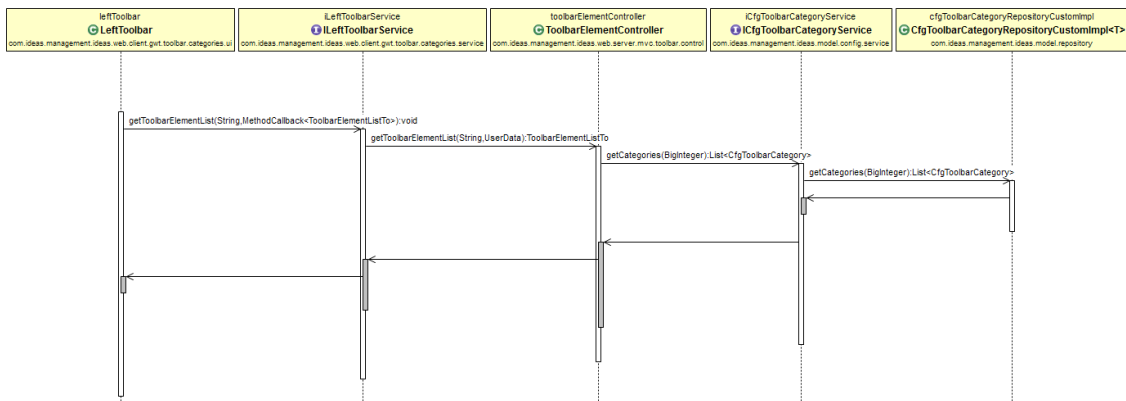 leftToolbar
LeftToolbar
com.ideas.management.ideas.web.client.gwt.toolbar.categories.ui
iLeftToolbarService
ILeftToolbarService
com.ideas.management.ideas.web.client.gwt.toolbar.categories.service
toolbarElementController
ToolbarElementController
com.ideas.management.ideas.web.server.mvc.toolbar.control
iCfgToolbarCategoryService
ICfgToolbarCategoryService
com.ideas.management.ideas.model.config.service
cfgToolbarCategoryRepositoryCustomImpl
CfgToolbarCategoryRepositoryCustomImpl<T>
com.ideas.management.ideas.model.repository
getToolbarElementList(String,MethodCallback<ToolbarElementListTo>):void
getToolbarElementList(String,UserData):ToolbarElementListTo
getCategories(BigInteger):List<CfgToolbarCategory>
getCategories(BigInteger):List<CfgToolbarCategory>